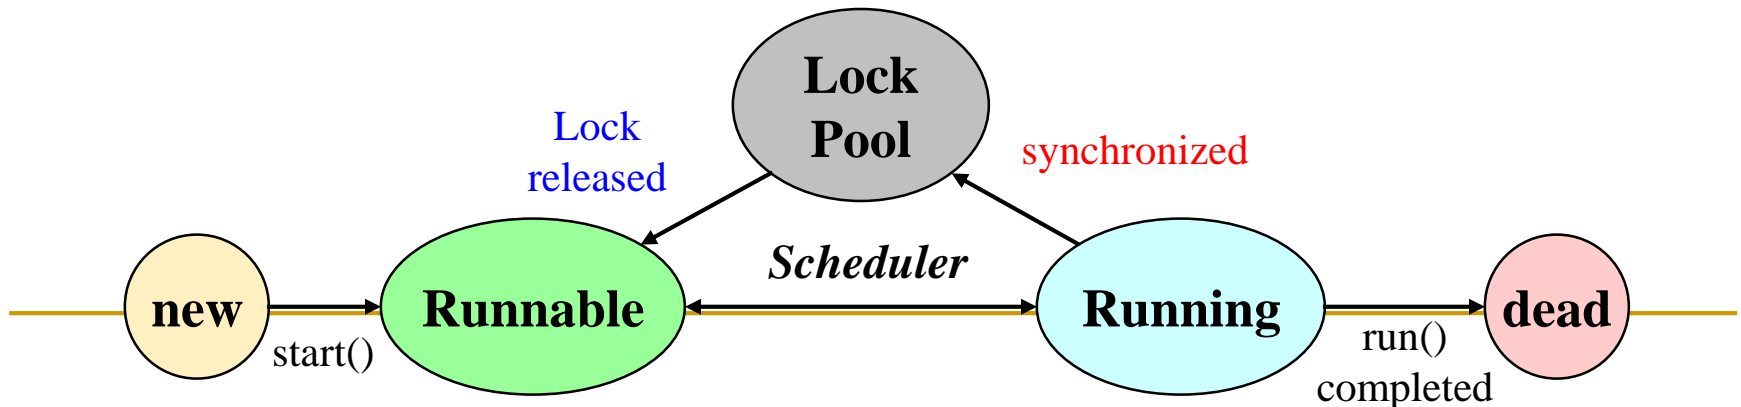 Lock
Pool
Lock
released
synchronized
Scheduler
new
Runnable
Running
dead
start()
run()
completed